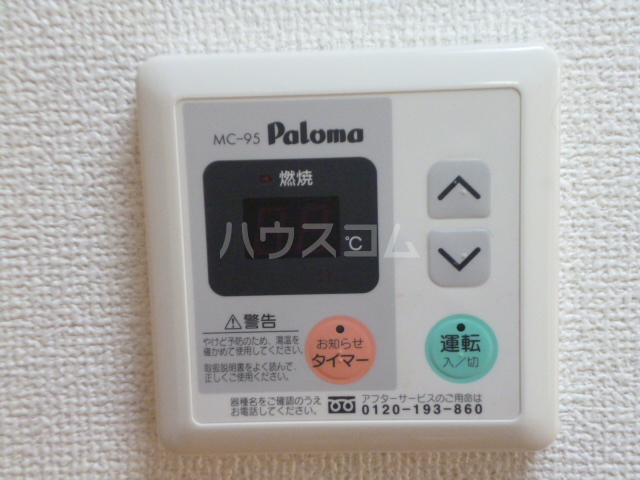 MC-95 Paloma
燃焼
℃
ハウスコム
⚠警告
やけど予防のため、湯温を
確かめて使用してください。
取扱説明書をよく読んで、
正しくご使用ください。
お知らせ
タイマー
運転
入/切
器種名をご確認のうえ
お電話してください。
アフターサービスのご用命は
0120-193-860